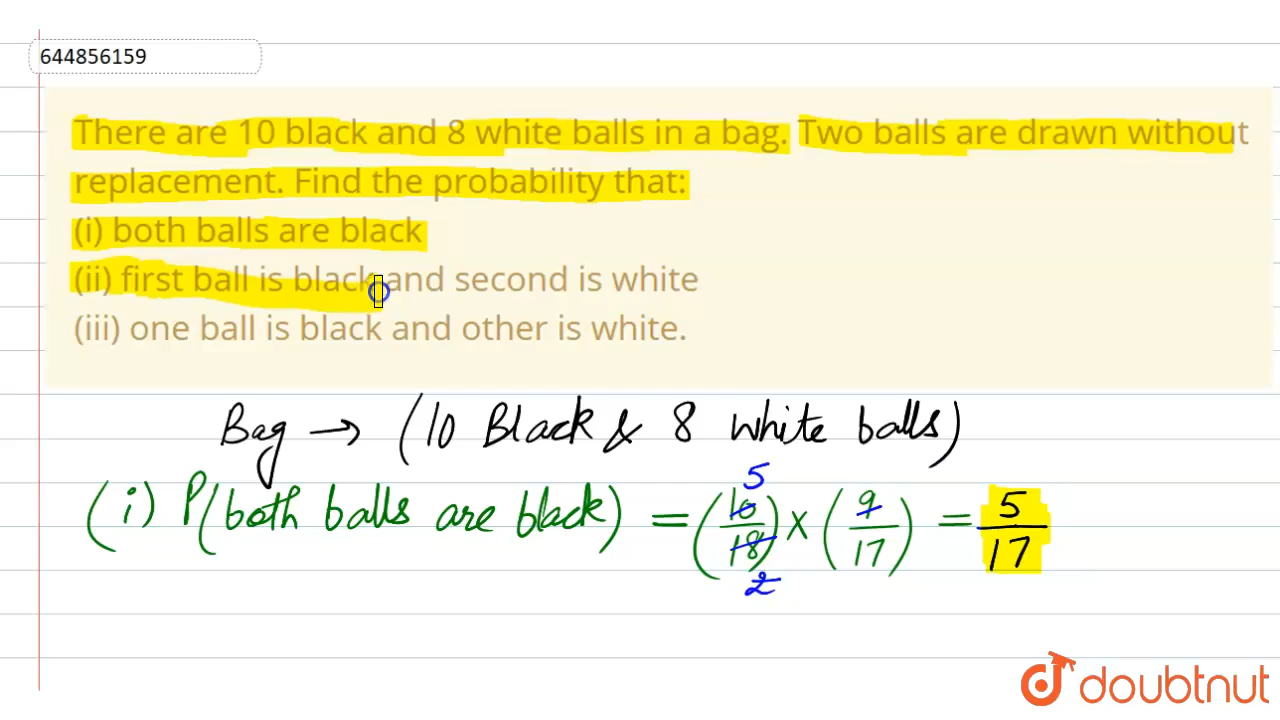 644856159
There are 10 black and 8 white balls in a bag. Two balls are drawn without
replacement. Find the probability that:
(i) both balls are black
(ii) first ball is black and second is white
(iii) one ball is black and other is white.
Bag → (10 Black & 8 white balls)
(i) P(both balls are black) = (10/18) × (9/17) = 5/17
5
2
doubtnut